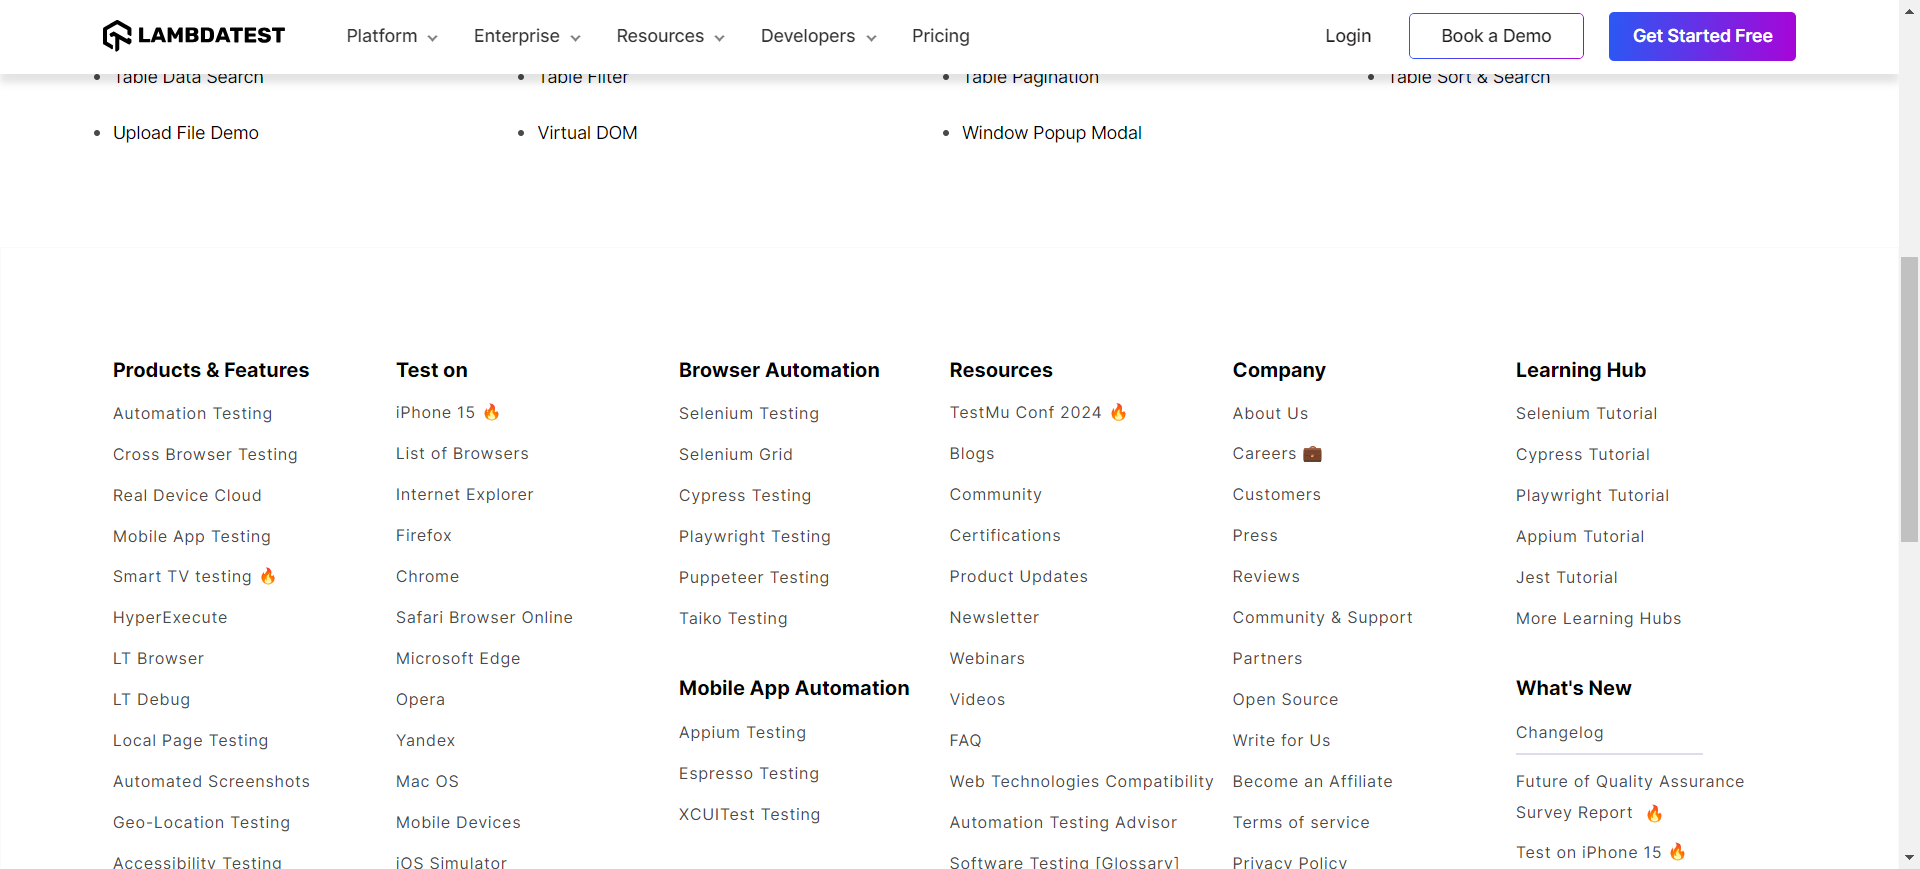 LAMBDATEST
Platform
Enterprise
Resources
Developers
Pricing
Login
Book a Demo
Get Started Free
Table Data Search
Table Filter
Table Pagination
Table Sort & Search
Upload File Demo
Virtual DOM
Window Popup Modal
Products & Features
Automation Testing
Cross Browser Testing
Real Device Cloud
Mobile App Testing
Smart TV testing 🔥
HyperExecute
LT Browser
LT Debug
Local Page Testing
Automated Screenshots
Geo-Location Testing
Accessibility Testing
Test on
iPhone 15 🔥
List of Browsers
Internet Explorer
Firefox
Chrome
Safari Browser Online
Microsoft Edge
Opera
Yandex
Mac OS
Mobile Devices
iOS Simulator
Browser Automation
Selenium Testing
Selenium Grid
Cypress Testing
Playwright Testing
Puppeteer Testing
Taiko Testing
Mobile App Automation
Appium Testing
Espresso Testing
XCUITest Testing
Resources
TestMu Conf 2024 🔥
Blogs
Community
Certifications
Product Updates
Newsletter
Webinars
Videos
FAQ
Web Technologies Compatibility
Automation Testing Advisor
Software Testing [Glossary]
Company
About Us
Careers 💼
Customers
Press
Reviews
Community & Support
Partners
Open Source
Write for Us
Become an Affiliate
Terms of service
Privacy Policy
Learning Hub
Selenium Tutorial
Cypress Tutorial
Playwright Tutorial
Appium Tutorial
Jest Tutorial
More Learning Hubs
What's New
Changelog
Future of Quality Assurance
Survey Report 🔥
Test on iPhone 15 🔥